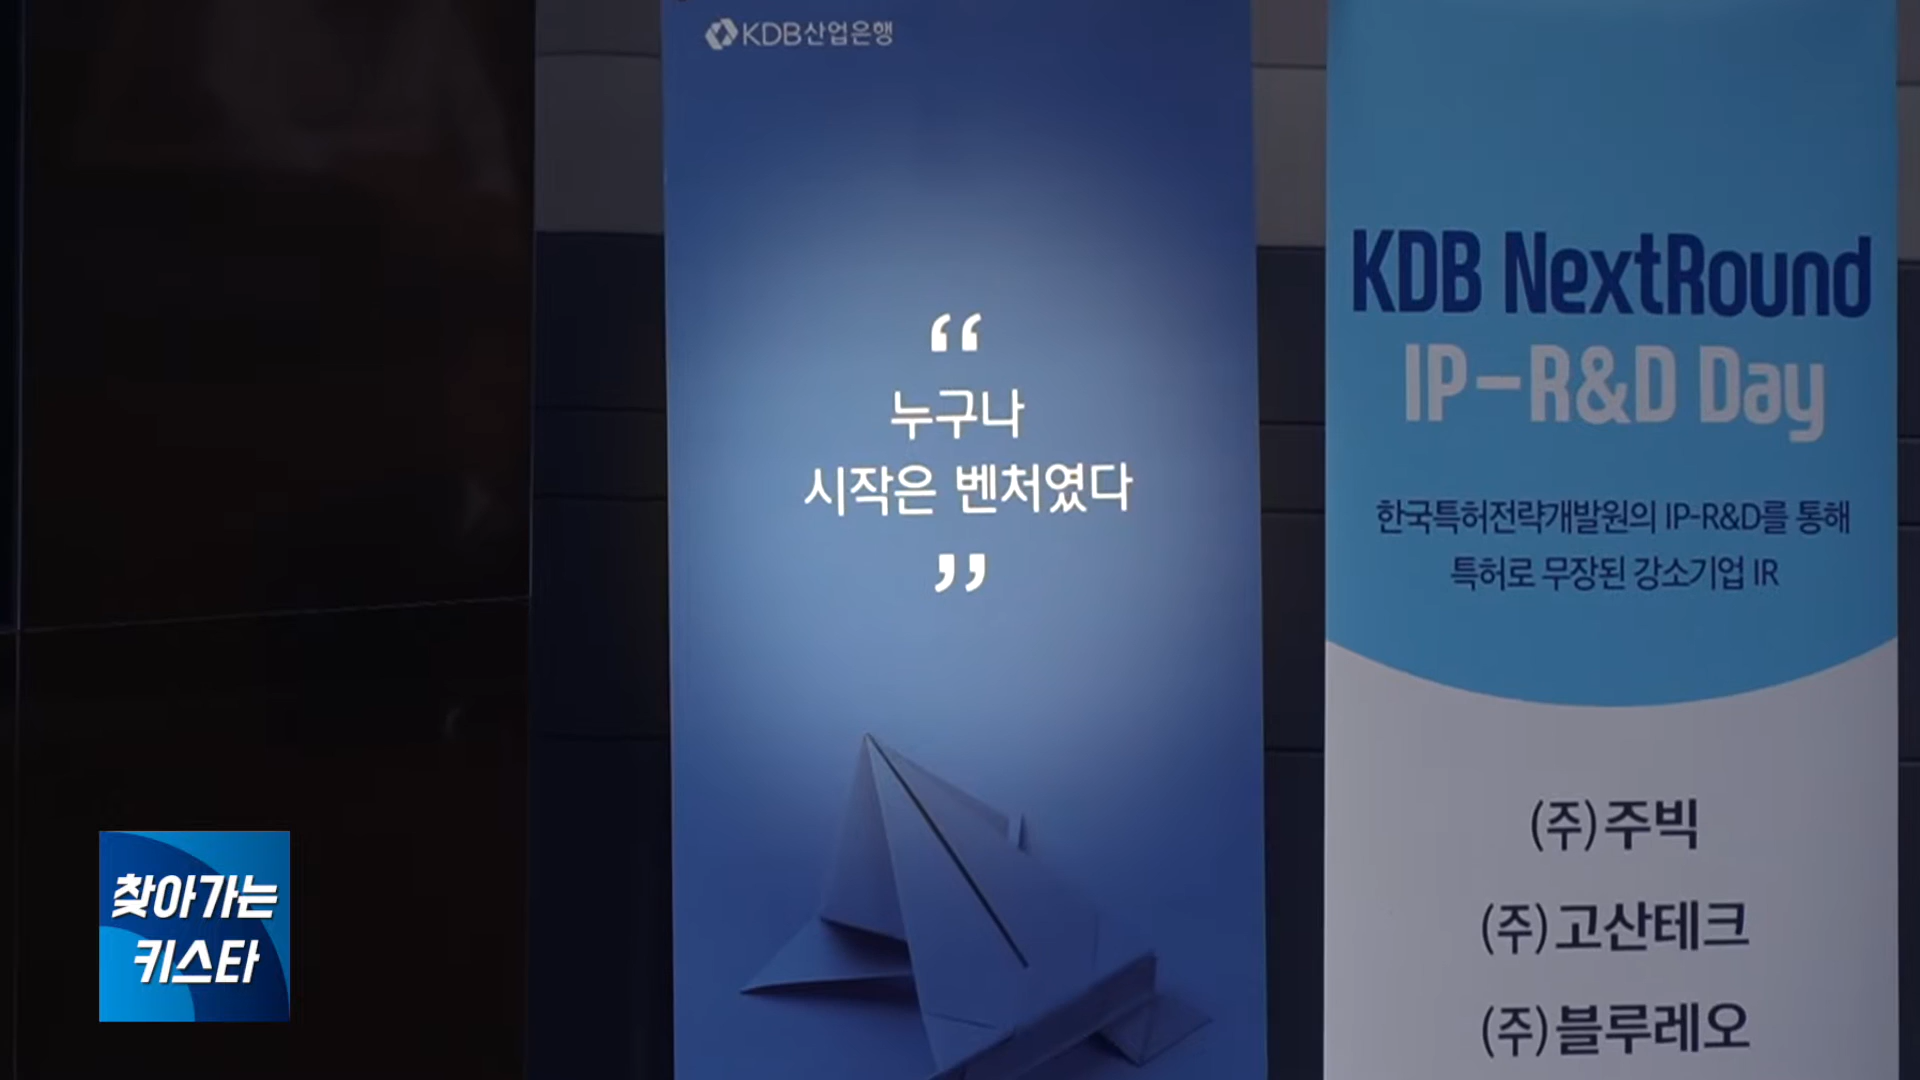 KDB산업은행
“
누구나
시작은 벤처였다
”
KDB NextRound
IP-R&D Day
한국특허전략개발원의 IP-R&D를 통해
특허로 무장된 강소기업 IR
(주)주빅
(주)고산테크
(주)블루레오
찾아가는
키스타